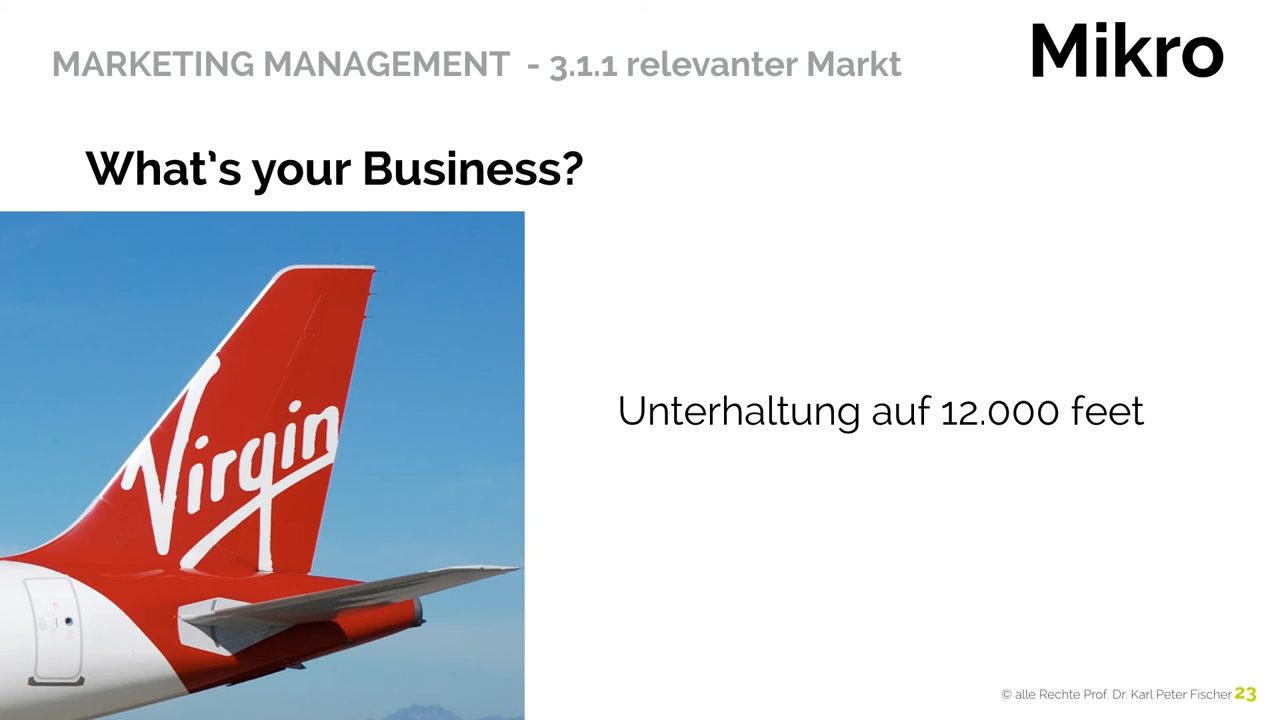 MARKETING MANAGEMENT - 3.1.1 relevanter Markt
Mikro
What’s your Business?
Virgin
Unterhaltung auf 12.000 feet
© alle Rechte Prof. Dr. Karl Peter Fischer 23